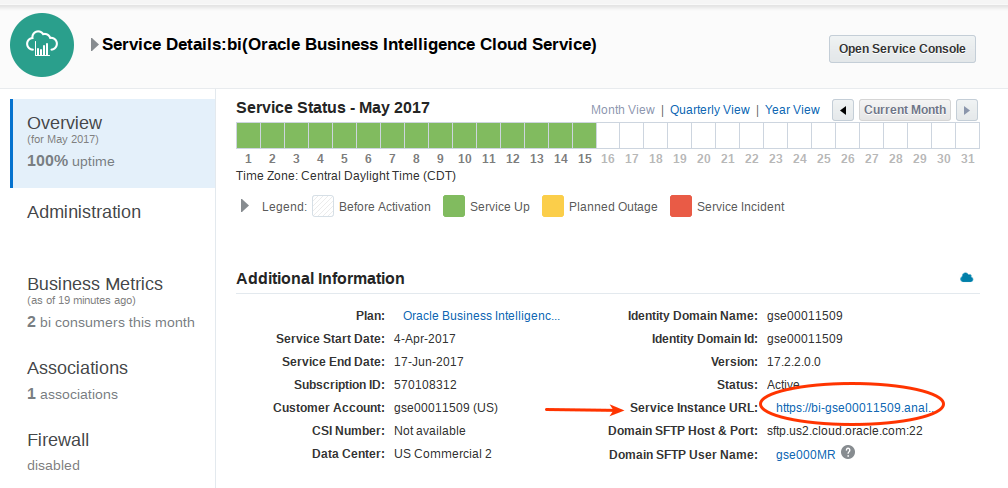 Service Details:bi(Oracle Business Intelligence Cloud Service)
Open Service Console
Overview
(for May 2017)
100% uptime
Administration
Business Metrics
(as of 19 minutes ago)
2 bi consumers this month
Associations
1 associations
Firewall
disabled
Service Status - May 2017
Month View | Quarterly View | Year View
Current Month
1 2 3 4 5 6 7 8 9 10 11 12 13 14 15 16 17 18 19 20 21 22 23 24 25 26 27 28 29 30 31
Time Zone: Central Daylight Time (CDT)
Legend: Before Activation Service Up Planned Outage Service Incident
Additional Information
Plan: Oracle Business Intelligenc...
Service Start Date: 4-Apr-2017
Service End Date: 17-Jun-2017
Subscription ID: 570108312
Customer Account: gse00011509 (US)
CSI Number: Not available
Data Center: US Commercial 2
Identity Domain Name: gse00011509
Identity Domain Id: gse00011509
Version: 17.2.2.0.0
Status: Active
Service Instance URL: https://bi-gse00011509.anal...
Domain SFTP Host & Port: sftp.us2.cloud.oracle.com:22
Domain SFTP User Name: gse000MR ?